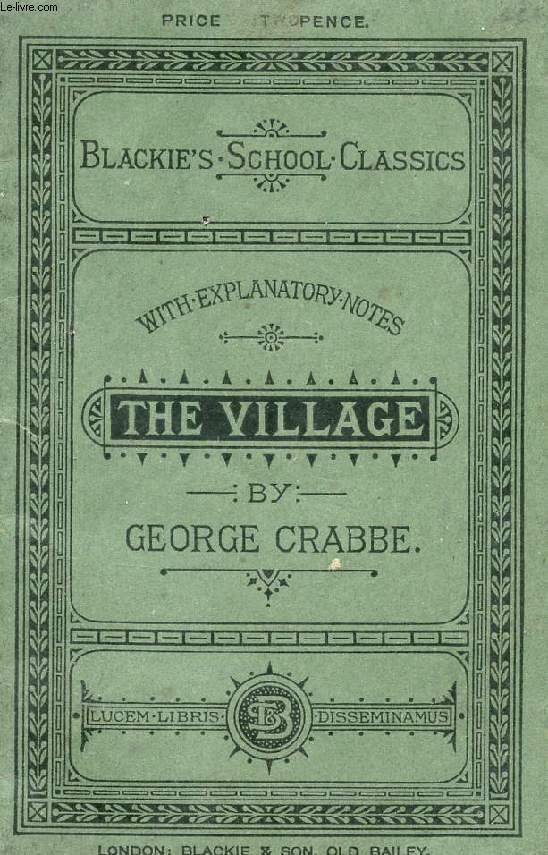 Le-livre.com
PRICE TWOPENCE.
BLACKIE'S·SCHOOL·CLASSICS
WITH·EXPLANATORY·NOTES
THE VILLAGE
BY
GEORGE CRABBE.
LUCEM·LIBRIS·B·DISSEMINAMUS
LONDON: BLACKIE & SON, OLD BAILEY.